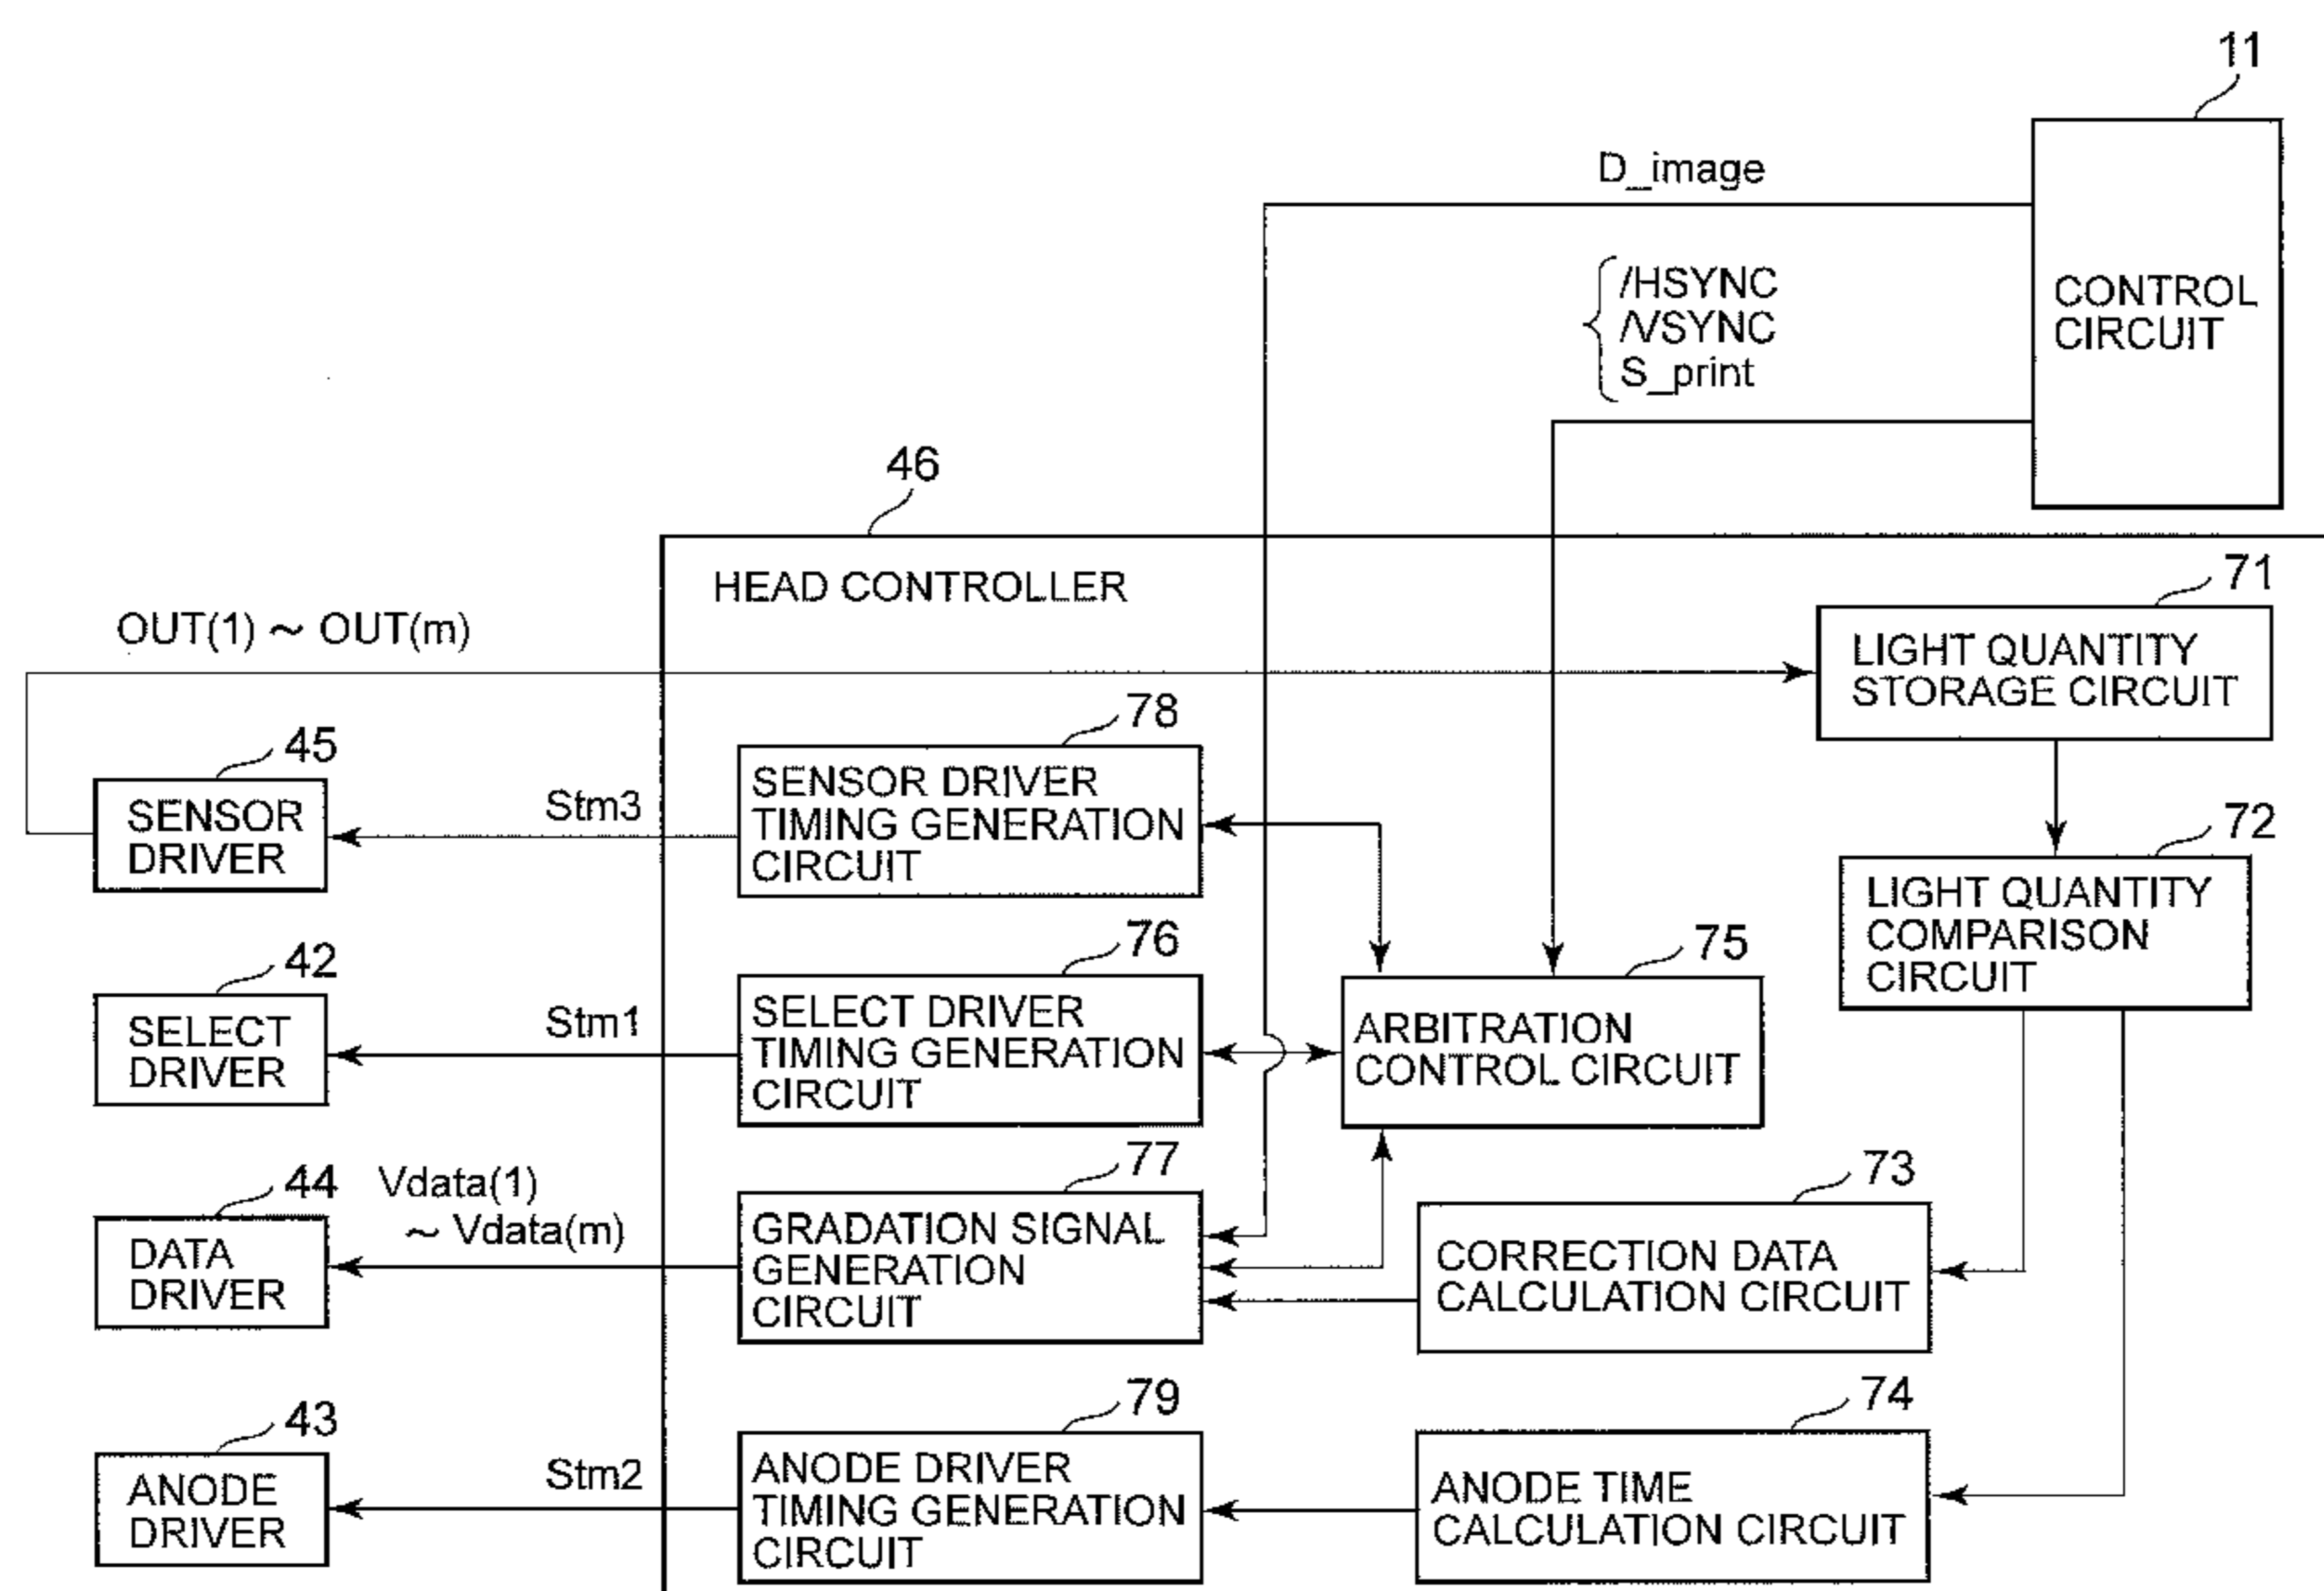 11
D_image
/HSYNC
/VSYNC
S_print
CONTROL
CIRCUIT
46
HEAD CONTROLLER
71
OUT(1) ~ OUT(m)
LIGHT QUANTITY
STORAGE CIRCUIT
78
45
SENSOR DRIVER
TIMING GENERATION
CIRCUIT
Stm3
SENSOR
DRIVER
72
LIGHT QUANTITY
COMPARISON
CIRCUIT
76
75
42
SELECT DRIVER
TIMING GENERATION
CIRCUIT
Stm1
SELECT
DRIVER
ARBITRATION
CONTROL CIRCUIT
77
73
44
Vdata(1)
~ Vdata(m)
GRADATION SIGNAL
GENERATION
CIRCUIT
DATA
DRIVER
CORRECTION DATA
CALCULATION CIRCUIT
79
74
43
Stm2
ANODE DRIVER
TIMING GENERATION
CIRCUIT
ANODE
DRIVER
ANODE TIME
CALCULATION CIRCUIT